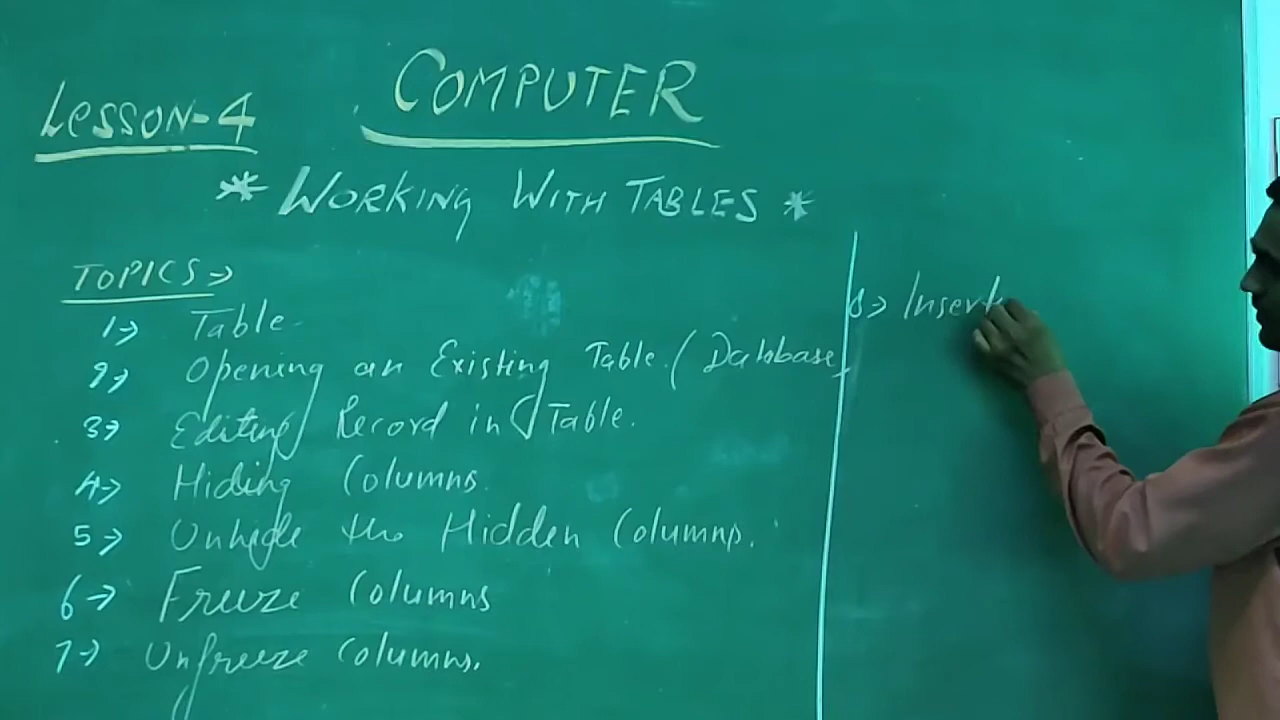 COMPUTER
LESSON-4
* WORKING WITH TABLES *
TOPICS →
1→ Table
2→ Opening an Existing Table. (Database
3→ Editing Record in Table.
4→ Hiding Columns.
5→ Unhide the Hidden Columns.
6→ Freeze Columns
7→ Unfreeze Columns.
8→ Insert